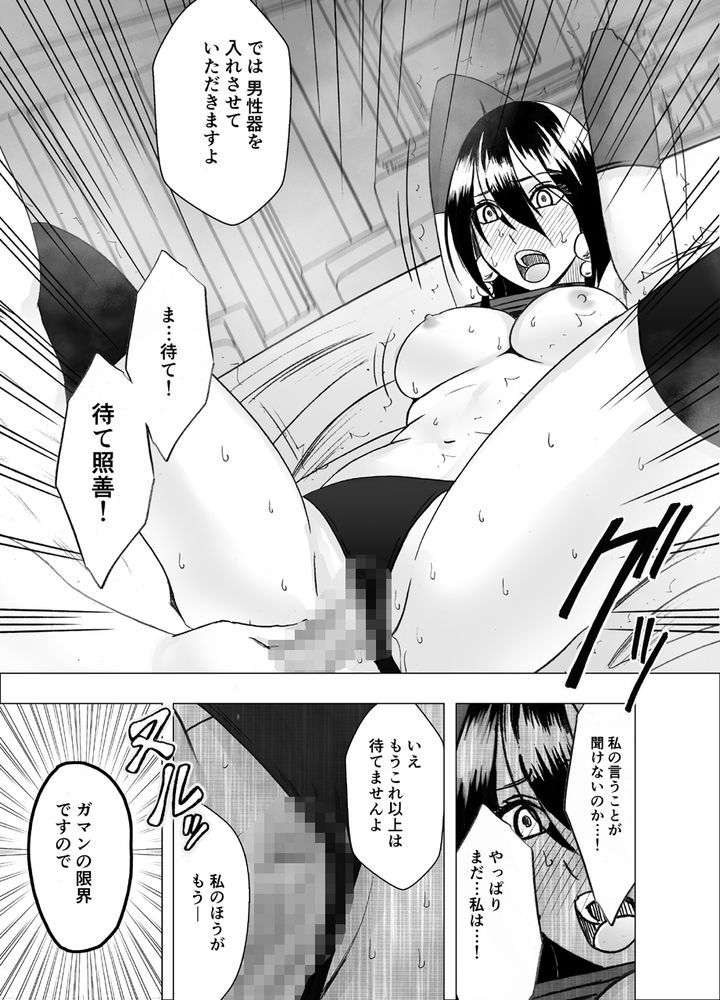 では 男性器を
入れさせて
いただきますよ
ま…待て！
待て照善！
グッ
私の言うことが
聞けないのか…！
やっぱり
まだ…私は…！
いえ
もうこれ以上は
待てませんよ
私のほうが
もう―
ヌルッ
ガマンの限界
ですので